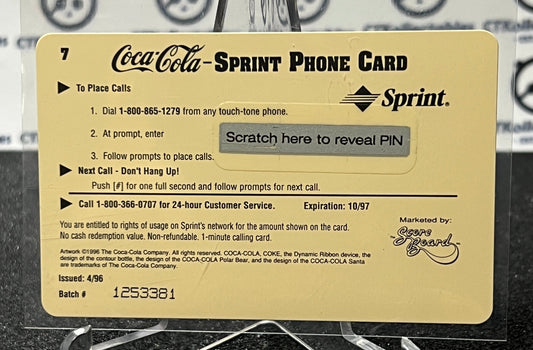 7
Coca-Cola – SPRINT PHONE CARD
▶ To Place Calls
Sprint®
1. Dial 1-800-865-1279 from any touch-tone phone.
2. At prompt, enter
Scratch here to reveal PIN
3. Follow prompts to place calls.
▶ Next Call - Don't Hang Up!
Push [#] for one full second and follow prompts for next call.
▶ Call 1-800-366-0707 for 24-hour Customer Service. Expiration: 10/97
You are entitled to rights of usage on Sprint's network for the amount shown on the card.
No cash redemption value. Non-refundable. 1-minute calling card.
Marketed by:
Score Board
Artwork ©1996 The Coca-Cola Company. All rights reserved. COCA-COLA, COKE, the Dynamic Ribbon device, the
design of the contour bottle, the design of the COCA-COLA Polar Bear, and the design of the COCA-COLA Santa
are trademarks of The Coca-Cola Company.
Issued: 4/96
Batch # 1253381